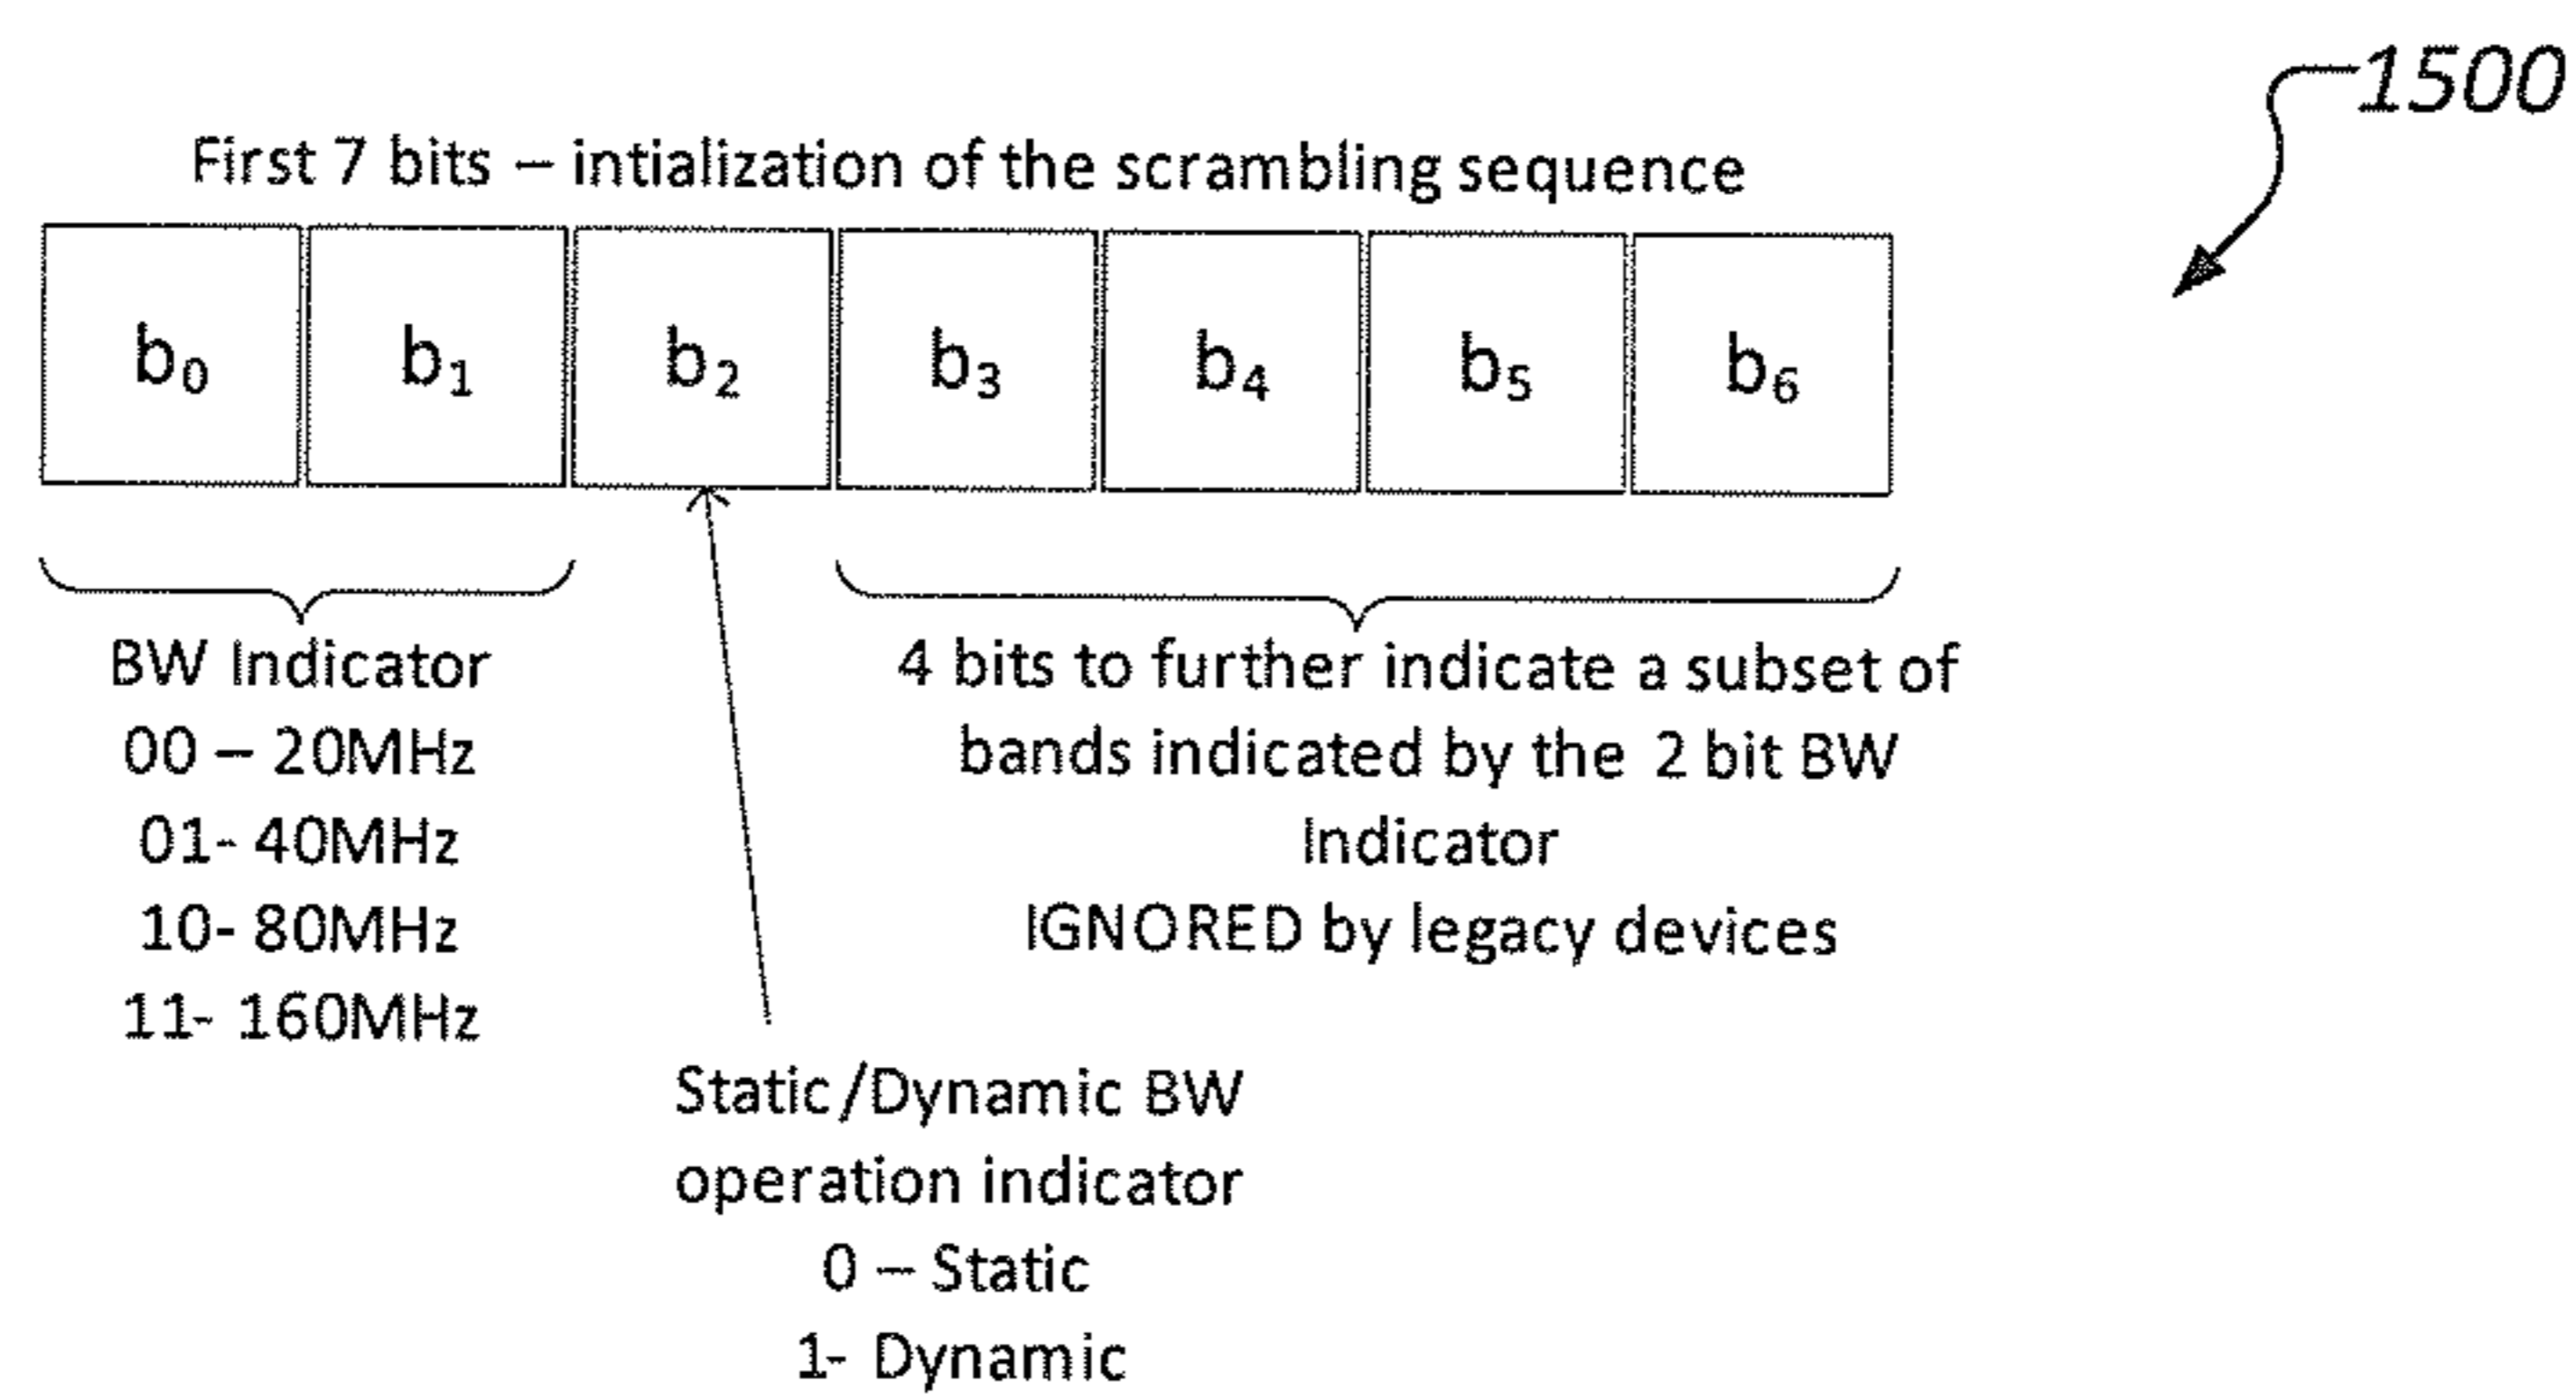 1500
First 7 bits – intialization of the scrambling sequence
b₀ b₁ b₂ b₃ b₄ b₅ b₆
BW Indicator
00 – 20MHz
01- 40MHz
10- 80MHz
11- 160MHz
Static/Dynamic BW
operation indicator
0 – Static
1- Dynamic
4 bits to further indicate a subset of
bands indicated by the 2 bit BW
Indicator
IGNORED by legacy devices